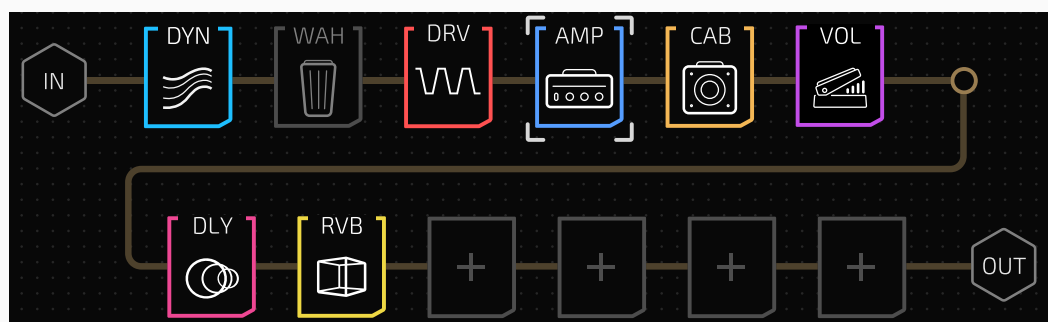 IN
DYN
WAH
DRV
AMP
CAB
VOL
DLY
RVB
OUT